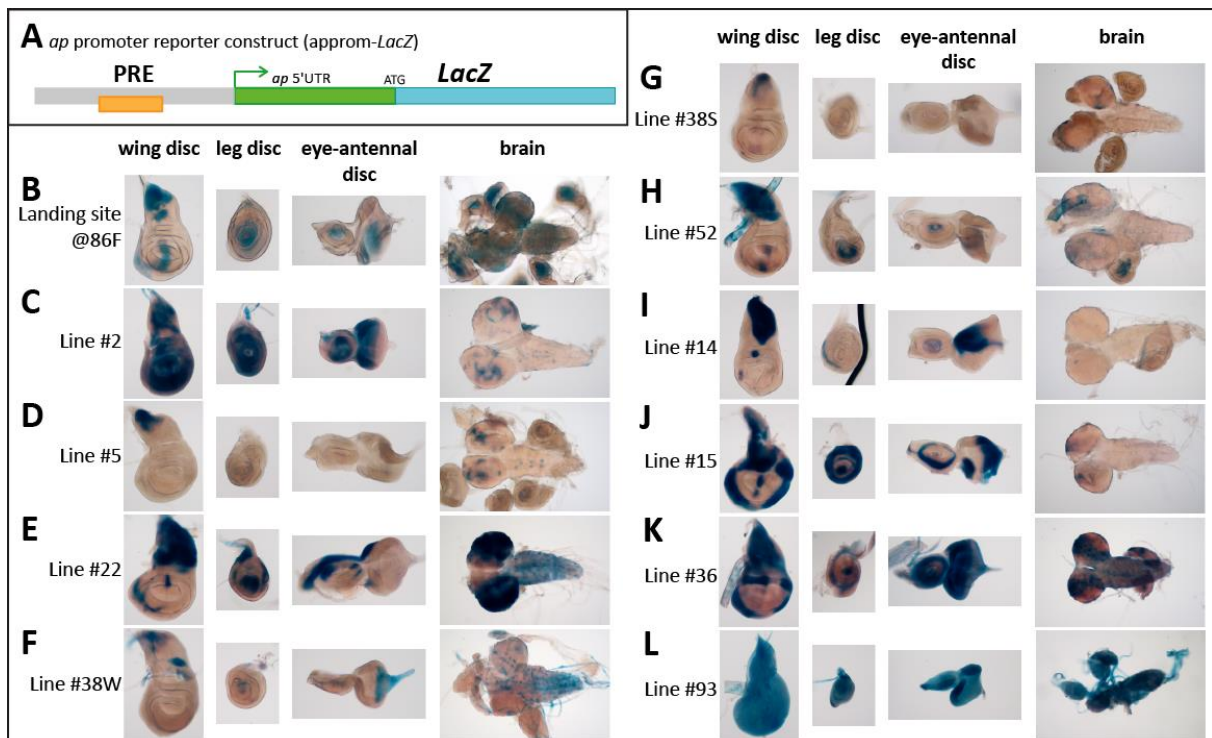 A ap promoter reporter construct (approm-LacZ)
PRE
ap 5'UTR
ATG
LacZ
wing disc leg disc eye-antennal disc brain
B
Landing site
@86F
C
Line #2
D
Line #5
E
Line #22
F
Line #38W
wing disc leg disc eye-antennal disc brain
G
Line #38S
H
Line #52
I
Line #14
J
Line #15
K
Line #36
L
Line #93